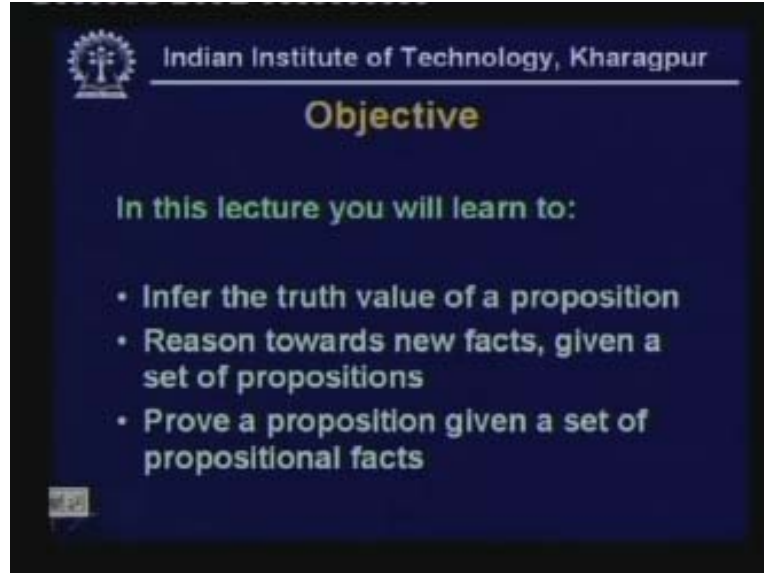 Indian Institute of Technology, Kharagpur
Objective
In this lecture you will learn to:
• Infer the truth value of a proposition
• Reason towards new facts, given a
set of propositions
• Prove a proposition given a set of
propositional facts